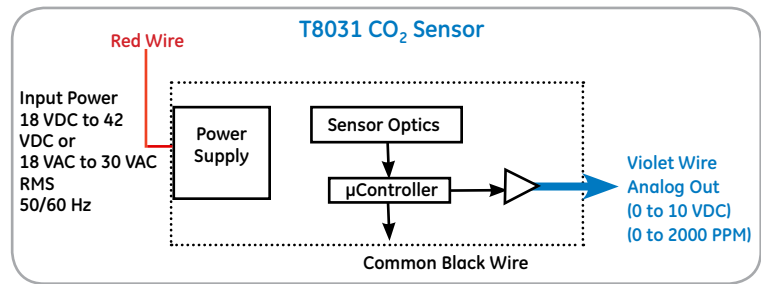 T8031 CO₂ Sensor
Red Wire
Input Power
18 VDC to 42
VDC or
18 VAC to 30 VAC
RMS
50/60 Hz
Power
Supply
Sensor Optics
µController
Violet Wire
Analog Out
(0 to 10 VDC)
(0 to 2000 PPM)
Common Black Wire